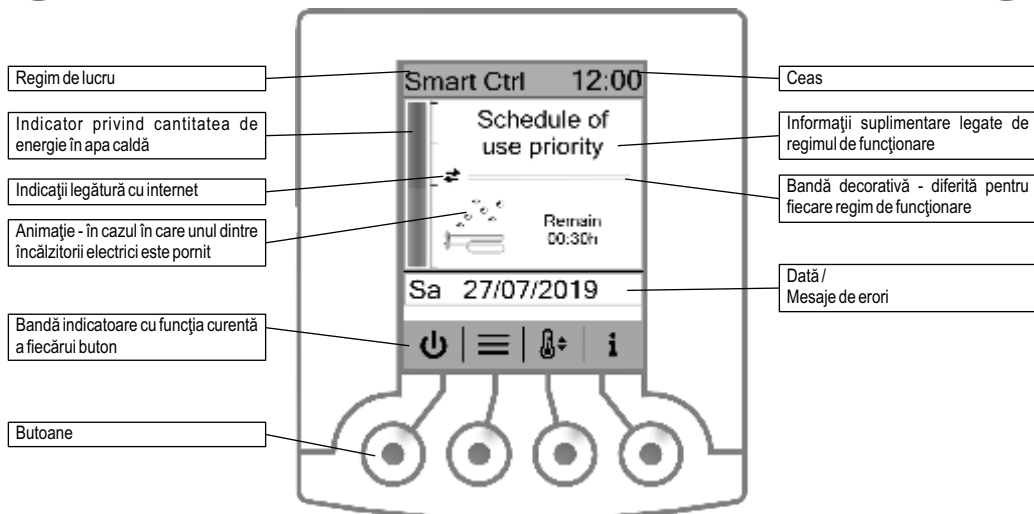 Regim de lucru
Indicator privind cantitatea de
energie în apa caldă
Indicaţii legătură cu internet
Animaţie - în cazul în care unul dintre
încălzitorii electrici este pornit
Bandă indicatoare cu funcţia curentă
a fiecărui buton
Butoane
Smart Ctrl 12:00
Schedule of
use priority
Remain
00:30h
Sa 27/07/2019
Ceas
Informaţii suplimentare legate de
regimul de funcţionare
Bandă decorativă - diferită pentru
fiecare regim de funcţionare
Dată /
Mesaje de erori